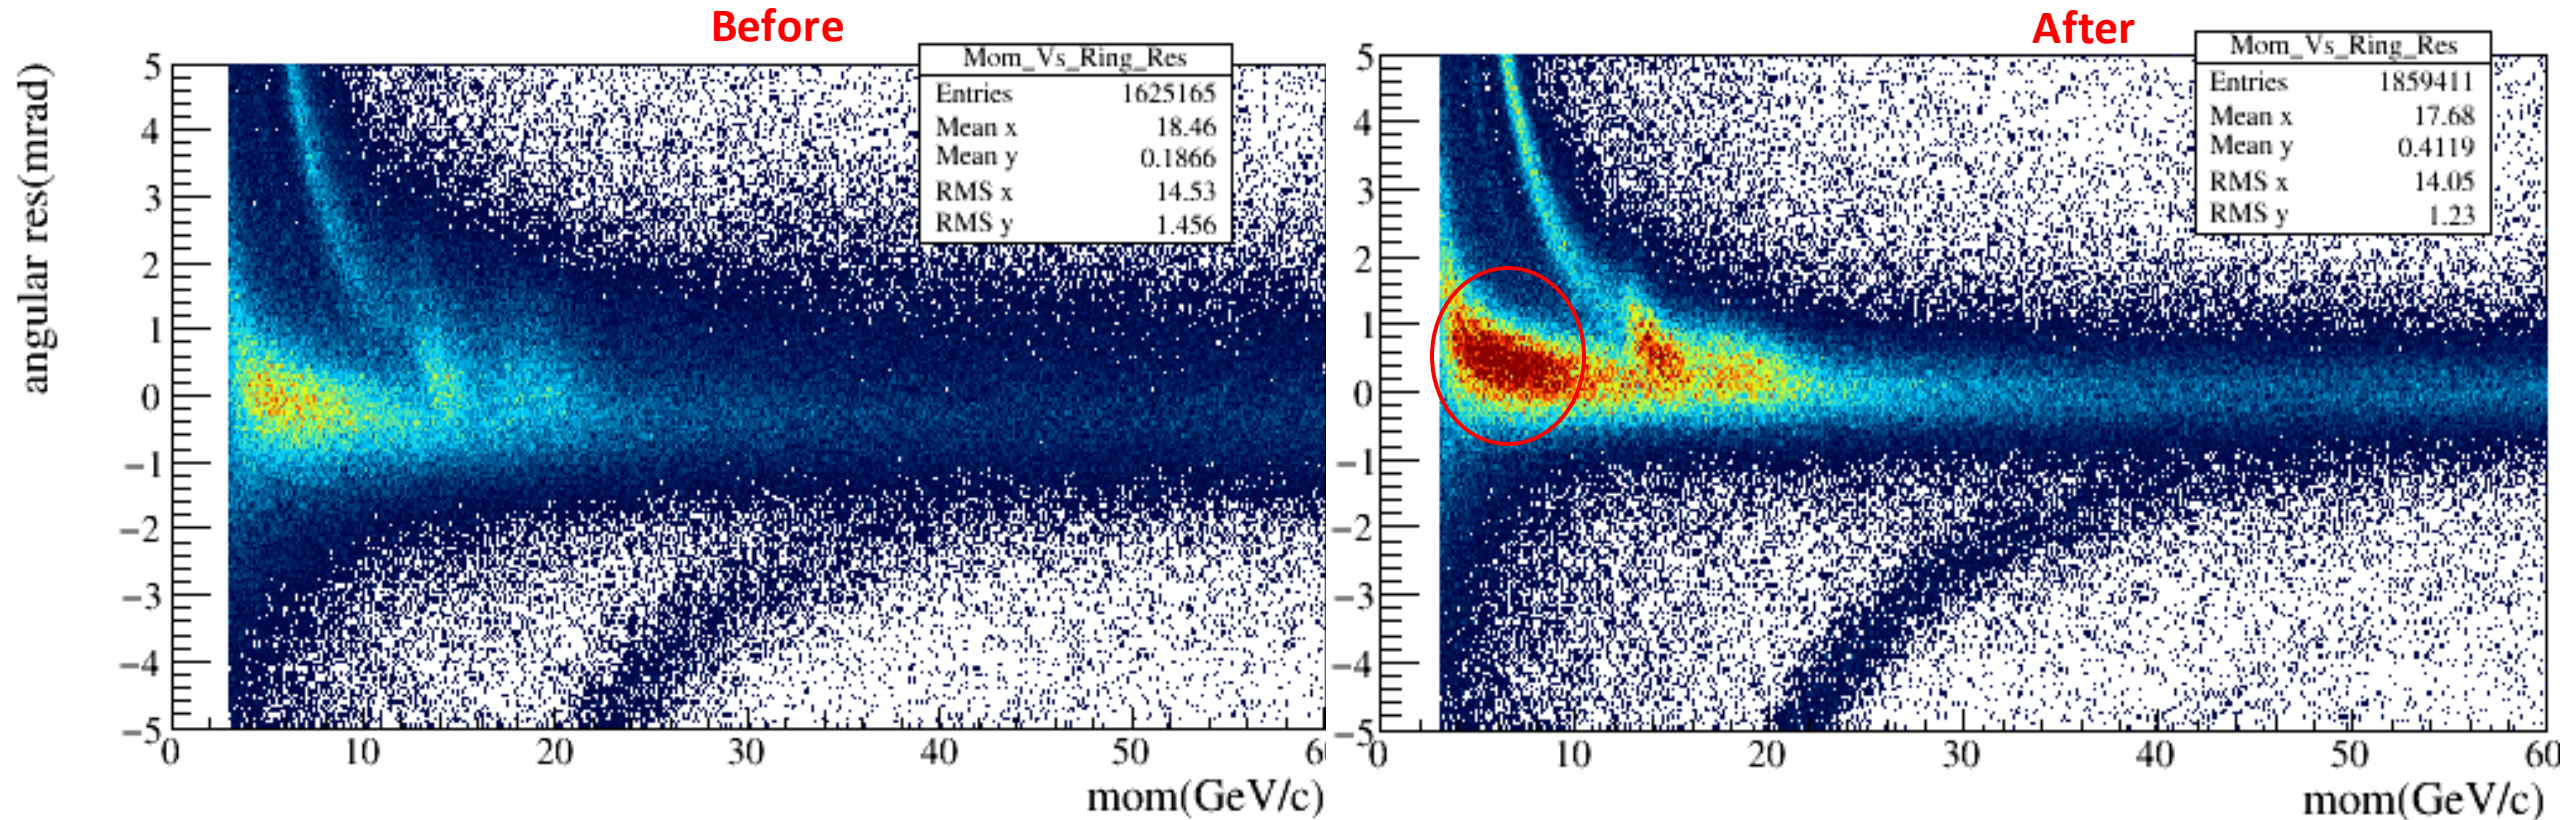 Before
Mom_Vs_Ring_Res
Entries 1625165
Mean x 18.46
Mean y 0.1866
RMS x 14.53
RMS y 1.456
angular res(mrad)
5
4
3
2
1
0
−1
−2
−3
−4
−5
0 10 20 30 40 50 6
mom(GeV/c)
After
Mom_Vs_Ring_Res
Entries 1859411
Mean x 17.68
Mean y 0.4119
RMS x 14.05
RMS y 1.23
5
4
3
2
1
0
−1
−2
−3
−4
−5
0 10 20 30 40 50 60
mom(GeV/c)